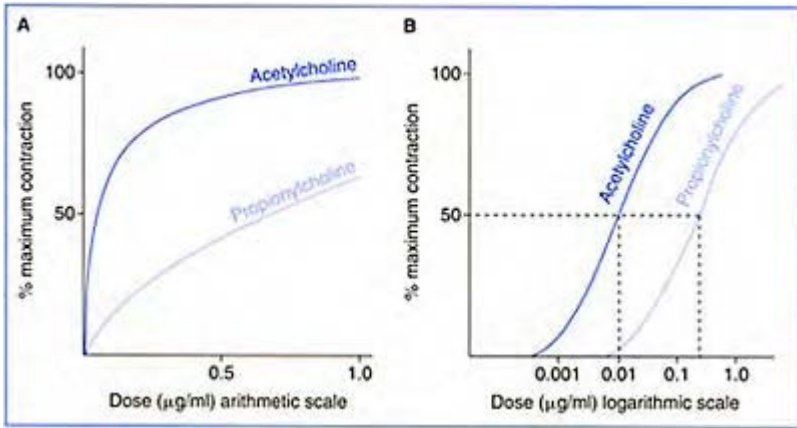 A
% maximum contraction
100
50
Acetylcholine
Propionylcholine
0.5
1.0
Dose (μg/ml) arithmetic scale
B
% maximum contraction
100
50
Acetylcholine
Propionylcholine
0.001
0.01
0.1
1.0
Dose (μg/ml) logarithmic scale